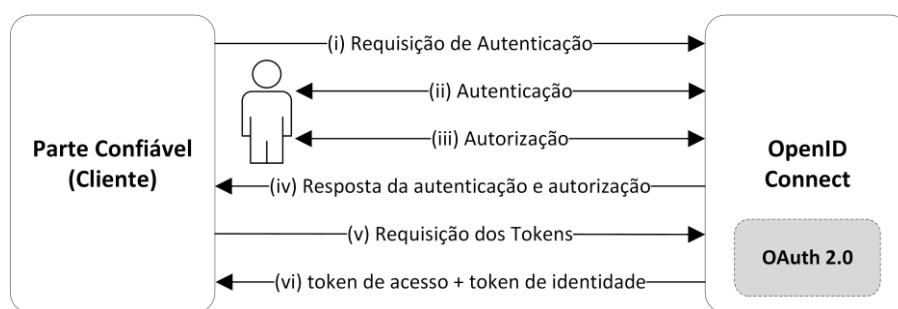 (i) Requisição de Autenticação
(ii) Autenticação
(iii) Autorização
Parte Confiável
(Cliente)
OpenID
Connect
(iv) Resposta da autenticação e autorização
(v) Requisição dos Tokens
OAuth 2.0
(vi) token de acesso + token de identidade